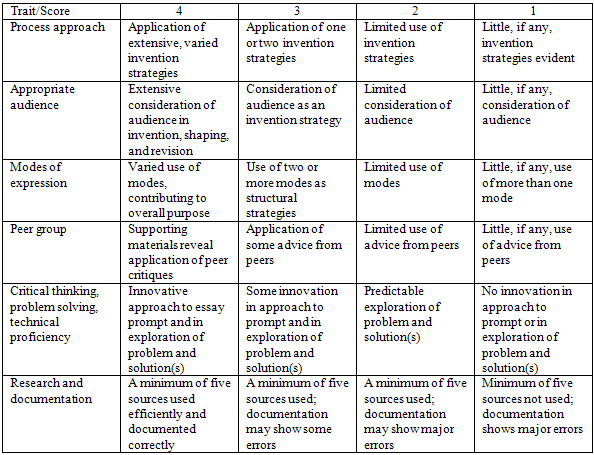 Trait/Score 4 3 2 1
Process approach
Application of
extensive, varied
invention
strategies
Application of one
or two invention
strategies
Limited use of
invention
strategies
Little, if any,
invention
strategies evident
Appropriate
audience
Extensive
consideration of
audience in
invention, shaping,
and revision
Consideration of
audience as an
invention strategy
Limited
consideration of
audience
Little, if any,
consideration of
audience
Modes of
expression
Varied use of
modes,
contributing to
overall purpose
Use of two or
more modes as
structural
strategies
Limited use of
modes
Little, if any, use
of more than one
mode
Peer group
Supporting
materials reveal
application of peer
critiques
Application of
some advice from
peers
Limited use of
advice from peers
Little, if any, use
of advice from
peers
Critical thinking,
problem solving,
technical
proficiency
Innovative
approach to essay
prompt and in
exploration of
problem and
solution(s)
Some innovation
in approach to
prompt and in
exploration of
problem and
solution(s)
Predictable
exploration of
problem and
solution(s)
No innovation in
approach to
prompt or in
exploration of
problem and
solution(s)
Research and
documentation
A minimum of five
sources used
efficiently and
documented
correctly
A minimum of five
sources used;
documentation
may show some
errors
A minimum of five
sources used;
documentation
may show major
errors
Minimum of five
sources not used;
documentation
shows major errors